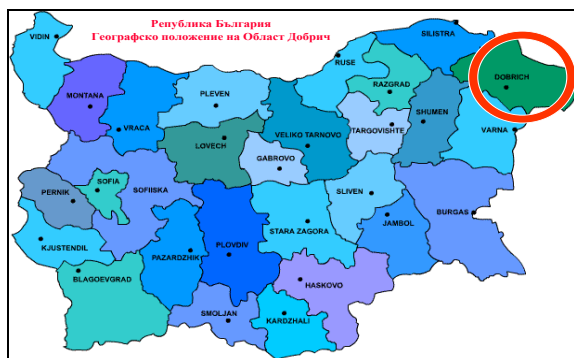 Република България
Географско положение на Област Добрич
VIDIN
SILISTRA
RUSE
DOBRICH
MONTANA
PLEVEN
RAZGRAD
VRACA
SHUMEN
VARNA
LOVECH
VELIKO TARNOVO
TARGOVISHTE
GABROVO
SOFIA
SOFIISKA
PERNIK
SLIVEN
BURGAS
STARA ZAGORA
JAMBOL
KJUSTENDIL
PLOVDIV
PAZARDZHIK
BLAGOEVGRAD
HASKOVO
SMOLJAN
KARDZHALI